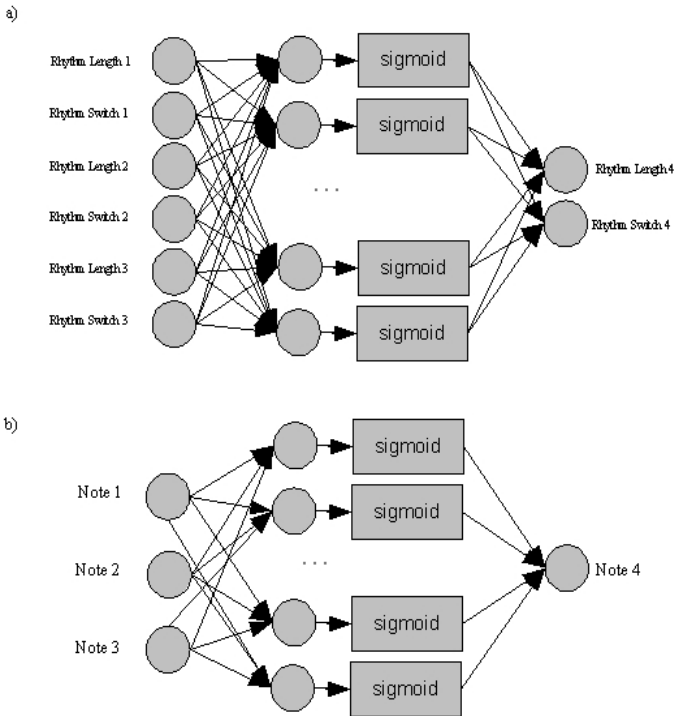 a)
Rhythm Length 1
Rhythm Switch 1
Rhythm Length 2
Rhythm Switch 2
Rhythm Length 3
Rhythm Switch 3
sigmoid
sigmoid
...
sigmoid
sigmoid
Rhythm Length 4
Rhythm Switch 4
b)
Note 1
Note 2
Note 3
sigmoid
sigmoid
...
sigmoid
sigmoid
Note 4